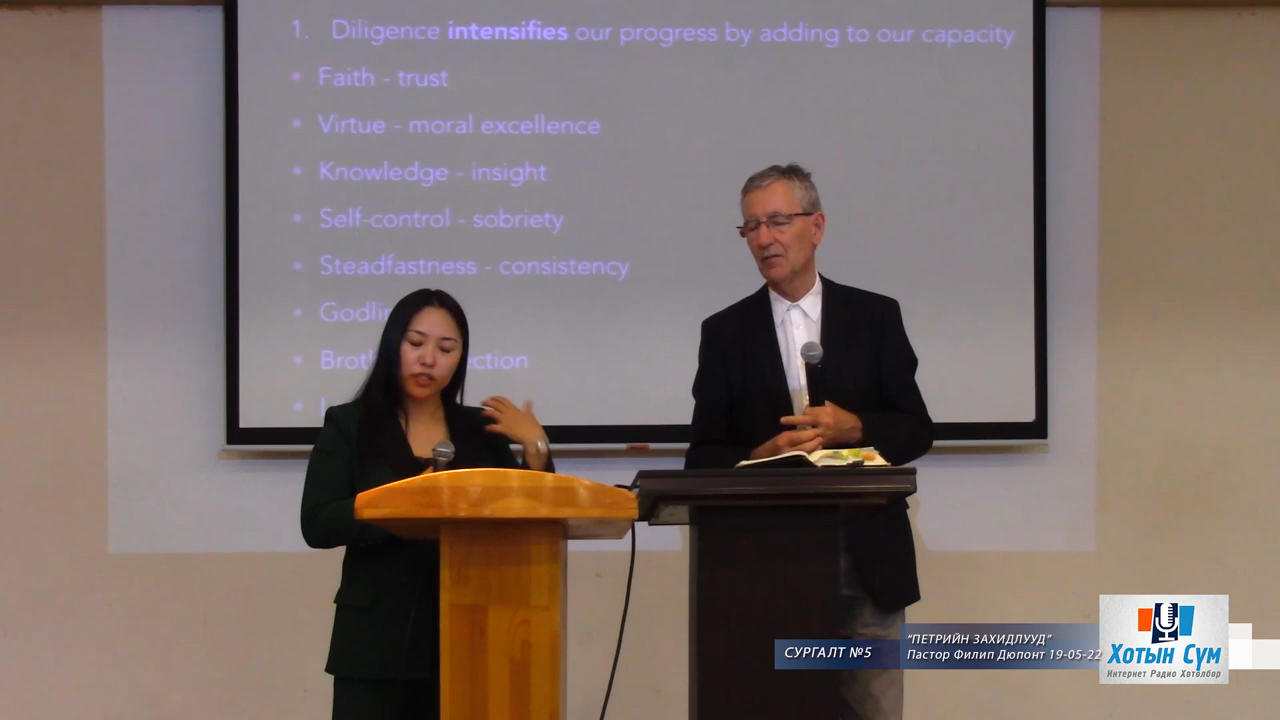 1. Diligence intensifies our progress by adding to our capacity
• Faith - trust
• Virtue - moral excellence
• Knowledge - insight
• Self-control - sobriety
• Steadfastness - consistency
СУРГАЛТ №5
"ПЕТРИЙН ЗАХИДЛУУД"
Пастор Филип Дюпонт 19-05-22
Хотын Сүм
Интернет Радио Хөтөлбөр